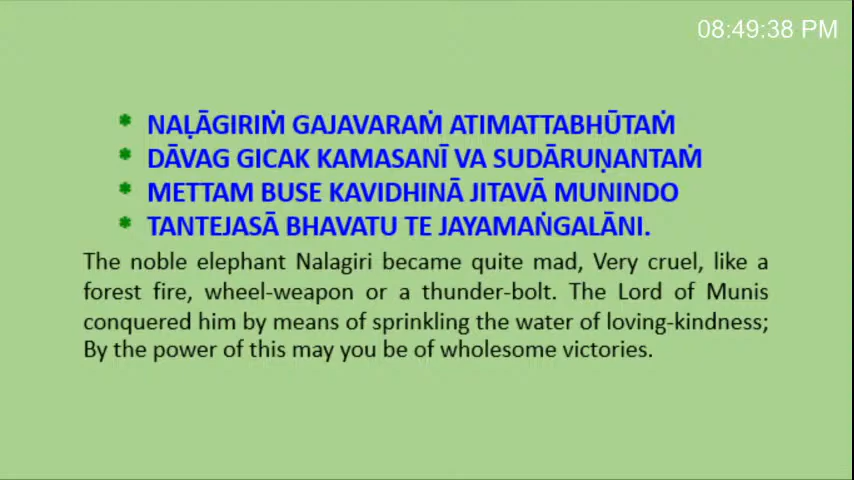 08:49:38 PM
* NAḶĀGIRIṀ GAJAVARAṀ ATIMATTABHŪTAṀ
* DĀVAG GICAK KAMASANĪ VA SUDĀRUṆANTAṀ
* METTAM BUSE KAVIDHINĀ JITAVĀ MUNINDO
* TANTEJASĀ BHAVATU TE JAYAMAṄGALĀNI.
The noble elephant Nalagiri became quite mad, Very cruel, like a
forest fire, wheel-weapon or a thunder-bolt. The Lord of Munis
conquered him by means of sprinkling the water of loving-kindness;
By the power of this may you be of wholesome victories.